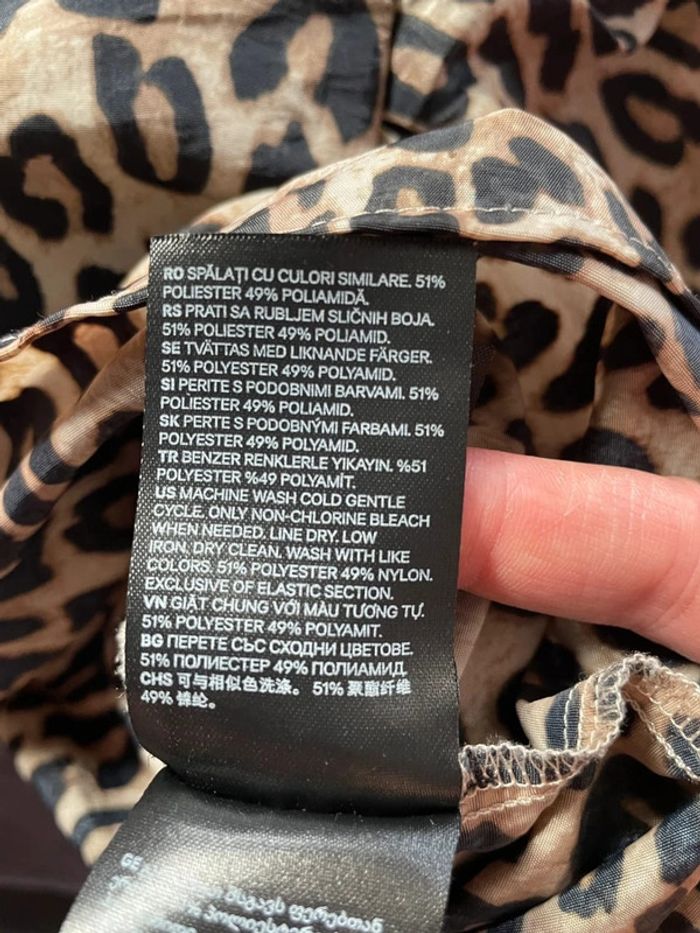 RO SPĂLAȚI CU CULORI SIMILARE. 51%
POLIESTER 49% POLIAMIDĂ.
RS PRATI SA RUBLJEM SLIČNIH BOJA.
51% POLIESTER 49% POLIAMID.
SE TVÄTTAS MED LIKNANDE FÄRGER.
51% POLYESTER 49% POLYAMID.
SI PERITE S PODOBNIMI BARVAMI. 51%
POLIESTER 49% POLIAMID.
SK PERTE S PODOBNÝMI FARBAMI. 51%
POLYESTER 49% POLYAMID.
TR BENZER RENKLERLE YIKAYIN. %51
POLYESTER %49 POLYAMİT.
US MACHINE WASH COLD GENTLE
CYCLE. ONLY NON-CHLORINE BLEACH
WHEN NEEDED. LINE DRY. LOW
IRON. DRY CLEAN. WASH WITH LIKE
COLORS. 51% POLYESTER 49% NYLON.
EXCLUSIVE OF ELASTIC SECTION.
VN GIẶT CHUNG VỚI MÀU TƯƠNG TỰ.
51% POLYESTER 49% POLYAMIT.
BG ПЕРЕТЕ СЪС СХОДНИ ЦВЕТОВЕ.
51% ПОЛИЕСТЕР 49% ПОЛИАМИД.
CHS 可与相似色洗涤。 51% 聚酯纤维
49% 锦纶。
GE მსგავს ფერებთან